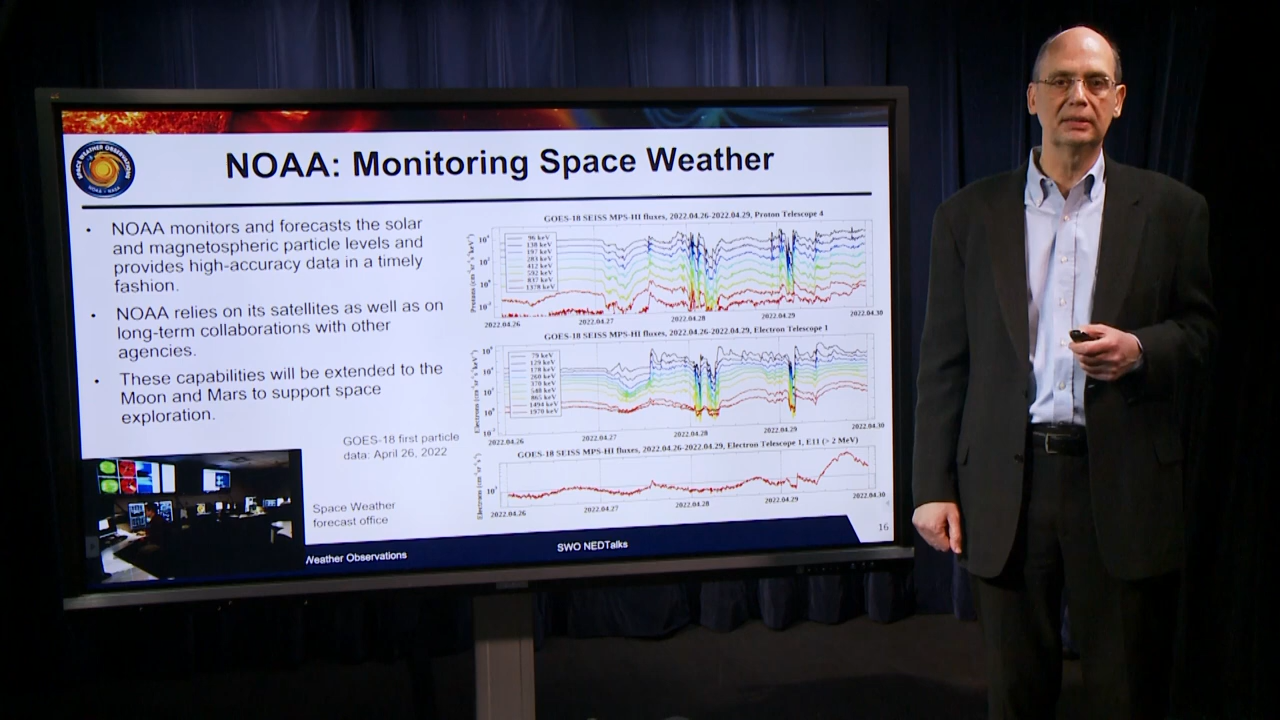 SPACE WEATHER OBSERVATIONS
NOAA • NASA
NOAA: Monitoring Space Weather
• NOAA monitors and forecasts the solar
and magnetospheric particle levels and
provides high-accuracy data in a timely
fashion.
• NOAA relies on its satellites as well as on
long-term collaborations with other
agencies.
• These capabilities will be extended to the
Moon and Mars to support space
exploration.
GOES-18 first particle
data: April 26, 2022
Space Weather
forecast office
GOES-18 SEISS MPS-HI fluxes, 2022.04.26-2022.04.29, Proton Telescope 4
96 keV
138 keV
197 keV
283 keV
412 keV
592 keV
837 keV
1378 keV
2022.04.26 2022.04.27 2022.04.28 2022.04.29 2022.04.30
GOES-18 SEISS MPS-HI fluxes, 2022.04.26-2022.04.29, Electron Telescope 1
79 keV
129 keV
178 keV
260 keV
370 keV
548 keV
865 keV
1494 keV
1970 keV
2022.04.26 2022.04.27 2022.04.28 2022.04.29 2022.04.30
GOES-18 SEISS MPS-HI fluxes, 2022.04.26-2022.04.29, Electron Telescope 1, E11 (> 2 MeV)
2022.04.26 2022.04.27 2022.04.28 2022.04.29 2022.04.30
Weather Observations
SWO NEDTalks
16